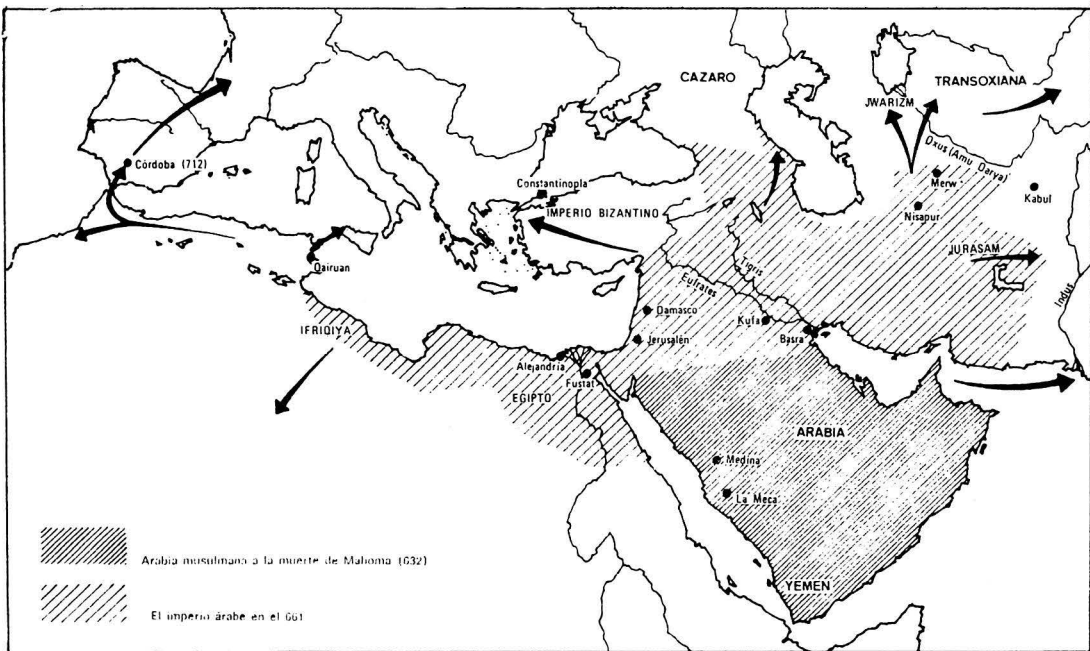 CAZARO
TRANSOXIANA
JWARIZM
Oxus (Amu Darya)
Córdoba (712)
Constantinopla
Merw
Kabul
IMPERIO BIZANTINO
Nisapur
Qairuan
JURASAM
Tigris
Eufrates
Indus
Damasco
Kufa
IFRIQIYA
Jerusalén
Basra
Alejandría
Fustat
EGIPTO
ARABIA
Medina
La Meca
Arabia musulmana a la muerte de Mahoma (632)
YEMEN
El imperio árabe en el 661